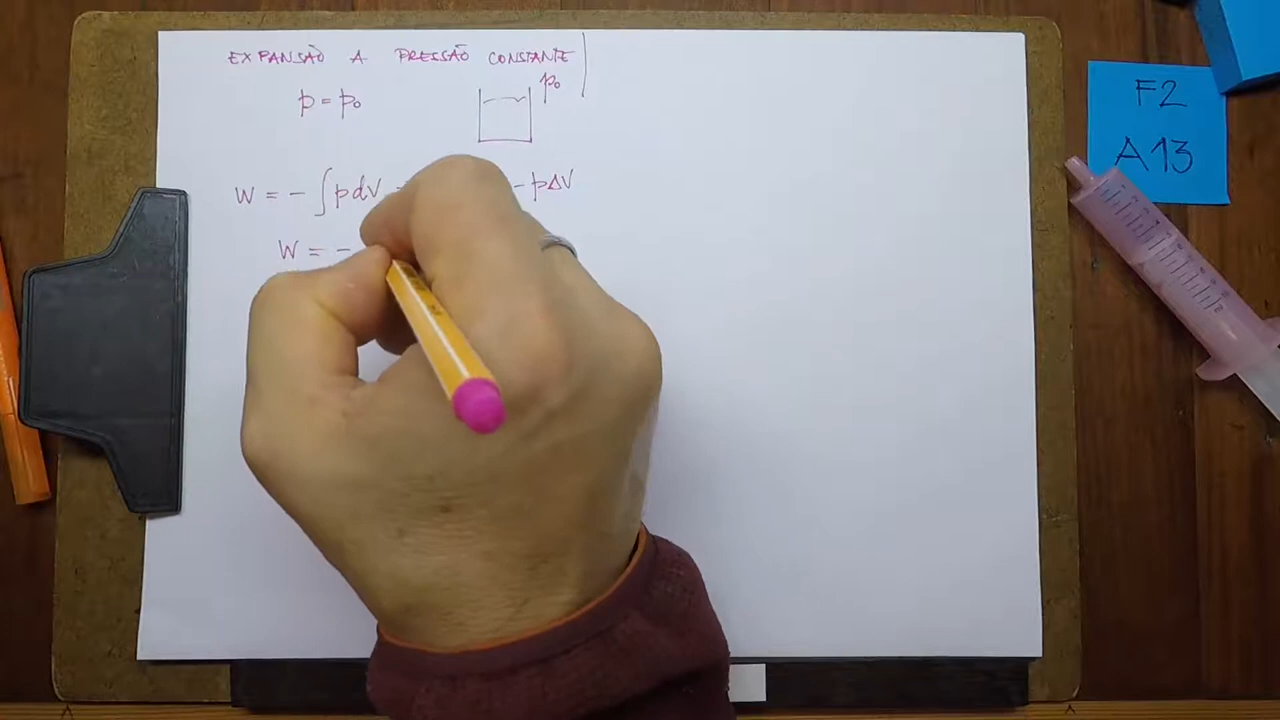 EXPANSÃO A PRESSÃO CONSTANTE
p = p₀
p₀
W = - ∫ p dV - pΔV
W = -
F2
A13